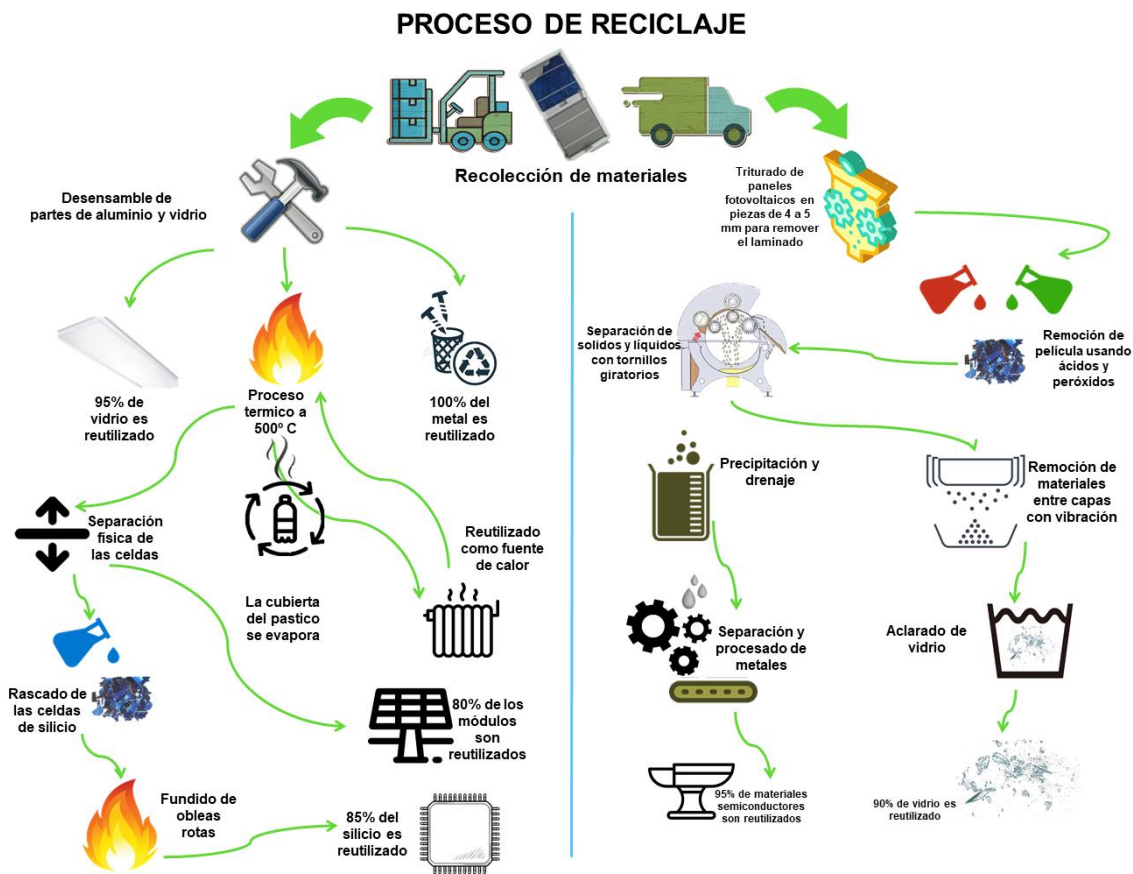 PROCESO DE RECICLAJE
Recolección de materiales
Desensamble de
partes de aluminio y vidrio
95% de
vidrio es
reutilizado
Proceso
termico a
500º C
100% del
metal es
reutilizado
Separación
física de
las celdas
La cubierta
del pastico
se evapora
Reutilizado
como fuente
de calor
Rascado de
las celdas
de silicio
80% de los
módulos
son
reutilizados
Fundido de
obleas
rotas
85% del
silicio es
reutilizado
Triturado de
paneles
fotovoltaicos en
piezas de 4 a 5
mm para remover
el laminado
Remoción de
película usando
ácidos y
peróxidos
Separación de
solidos y líquidos
con tornillos
giratorios
Precipitación y
drenaje
Remoción de
materiales
entre capas
con vibración
Separación y
procesado de
metales
Aclarado de
vidrio
95% de materiales
semiconductores
son reutilizados
90% de vidrio es
reutilizado